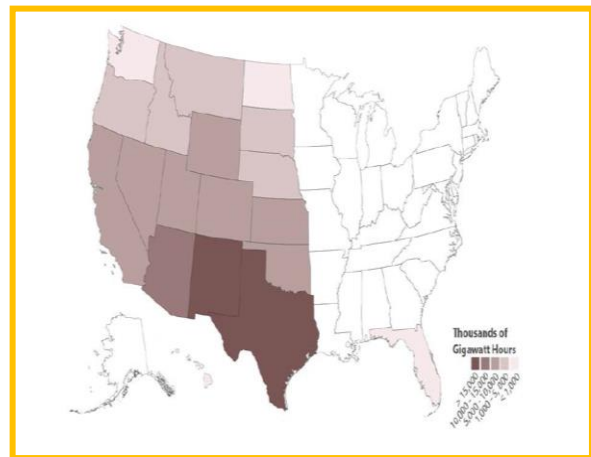 Thousands of
Gigawatt Hours
> 15,000
10,000 - 15,000
5,000 - 10,000
1,000 - 5, 000
< 1,000